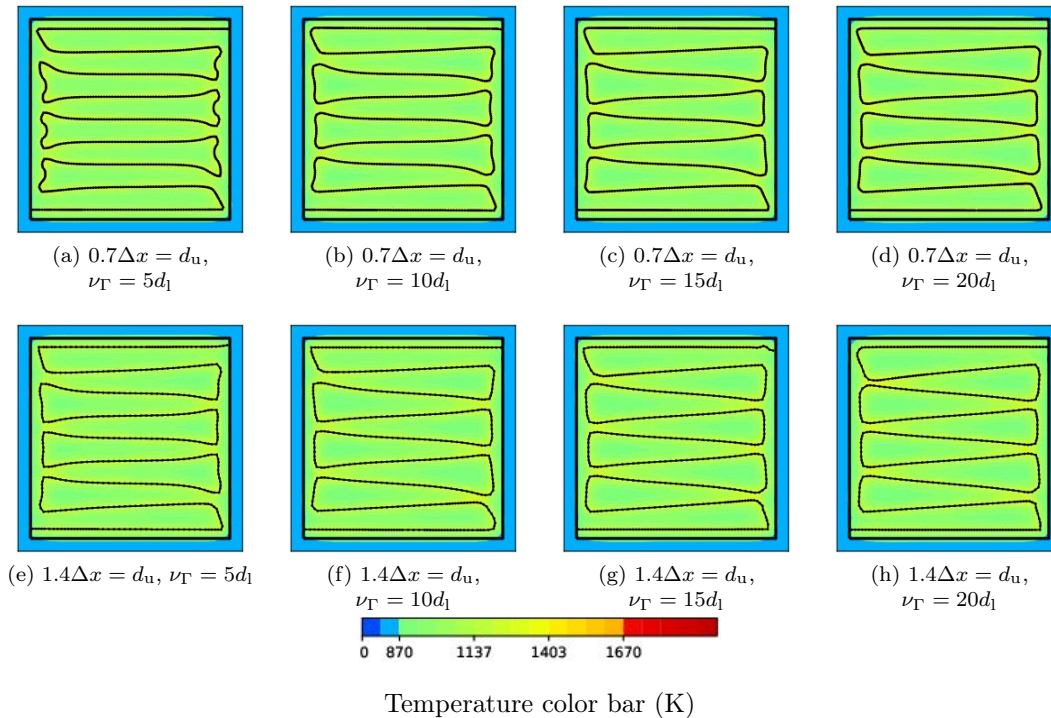 (a) 0.7Δx = d_u,
ν_Γ = 5d_l
(b) 0.7Δx = d_u,
ν_Γ = 10d_l
(c) 0.7Δx = d_u,
ν_Γ = 15d_l
(d) 0.7Δx = d_u,
ν_Γ = 20d_l
(e) 1.4Δx = d_u, ν_Γ = 5d_l
(f) 1.4Δx = d_u,
ν_Γ = 10d_l
(g) 1.4Δx = d_u,
ν_Γ = 15d_l
(h) 1.4Δx = d_u,
ν_Γ = 20d_l
0 870 1137 1403 1670
Temperature color bar (K)